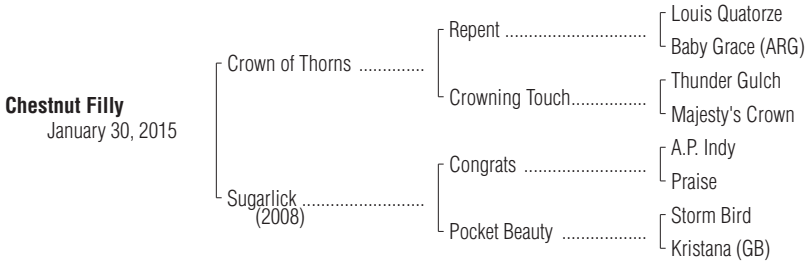 Louis Quatorze
Repent ................................
Baby Grace (ARG)
Crown of Thorns ..............
Thunder Gulch
Crowning Touch..................
Majesty's Crown
Chestnut Filly
January 30, 2015
A.P. Indy
Congrats ............................
Praise
Sugarlick ..........................
(2008)
Storm Bird
Pocket Beauty ...................
Kristana (GB)